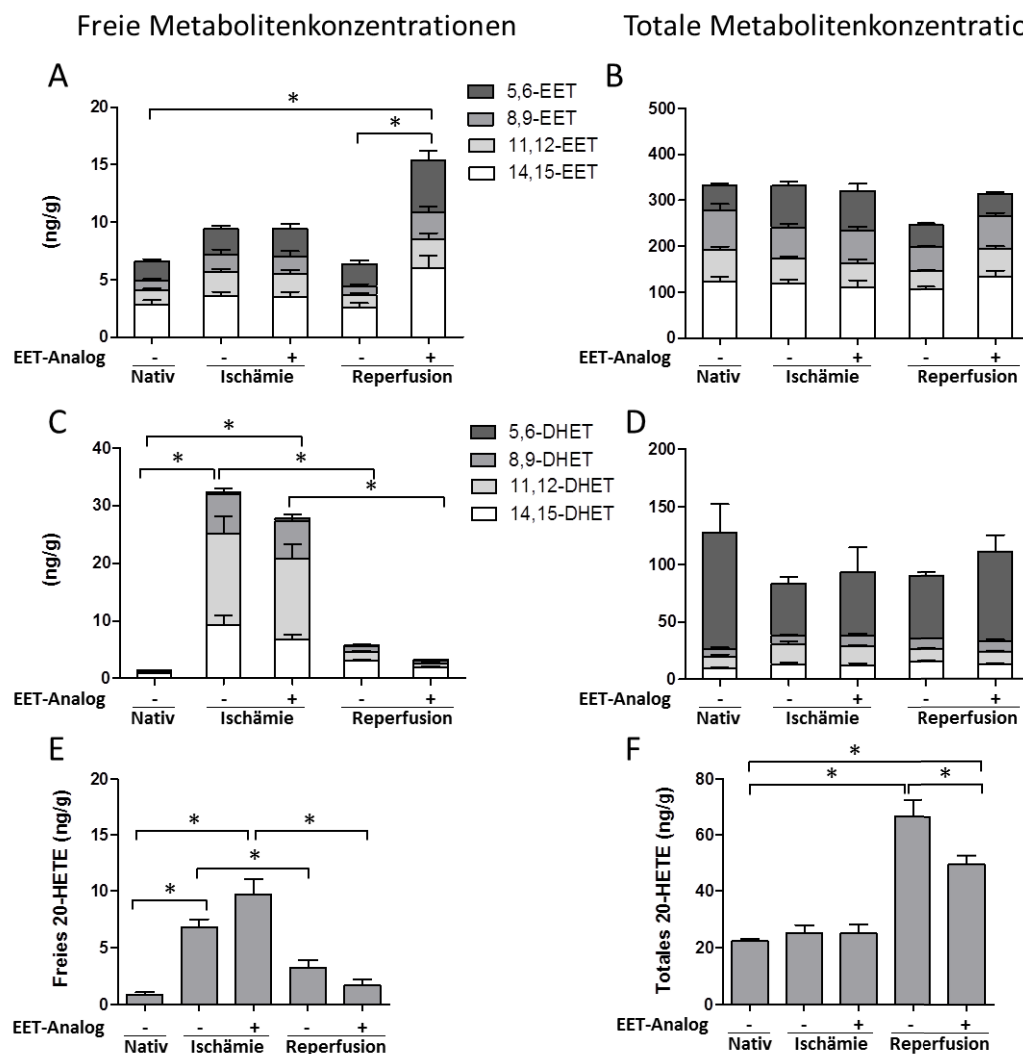 Freie Metabolitenkonzentrationen
Totale Metabolitenkonzentratio
A
20
15
10
5
0
(ng/g)
*
*
5,6-EET
8,9-EET
11,12-EET
14,15-EET
EET-Analog - - + - +
Nativ Ischämie Reperfusion
B
500
400
300
200
100
0
- - + - +
Nativ Ischämie Reperfusion
C
40
30
20
10
0
(ng/g)
*
*
*
*
5,6-DHET
8,9-DHET
11,12-DHET
14,15-DHET
EET-Analog - - + - +
Nativ Ischämie Reperfusion
D
200
150
100
50
0
- - + - +
Nativ Ischämie Reperfusion
E
20
15
10
5
0
Freies 20-HETE (ng/g)
*
*
*
*
EET-Analog - - + - +
Nativ Ischämie Reperfusion
F
80
60
40
20
0
Totales 20-HETE (ng/g)
*
*
*
EET-Analog - - + - +
Nativ Ischämie Reperfusion